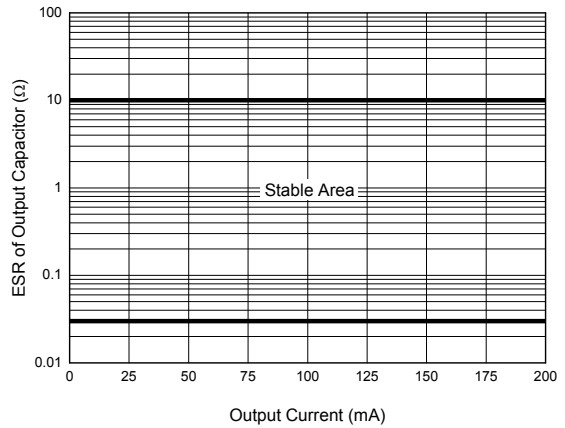 100
10
1
0.1
0.01
ESR of Output Capacitor (Ω)
Stable Area
0 25 50 75 100 125 150 175 200
Output Current (mA)